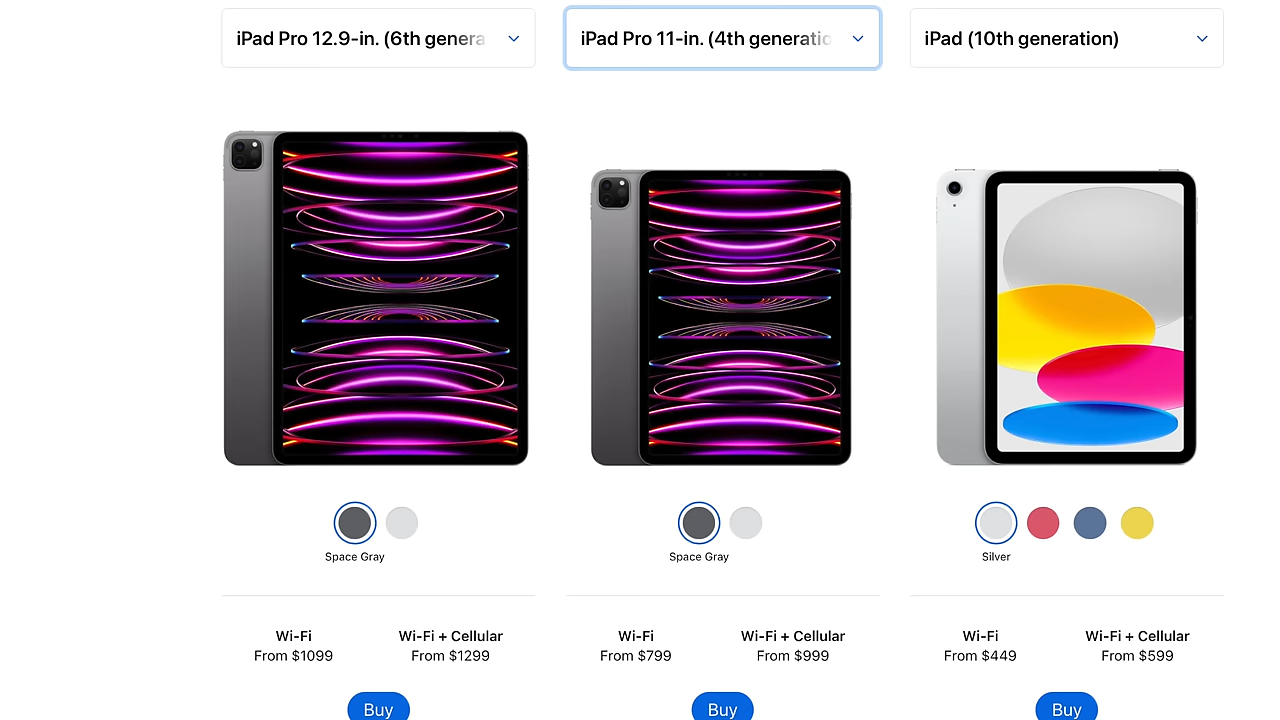 iPad Pro 12.9-in. (6th genera
iPad Pro 11-in. (4th generatio
iPad (10th generation)
Space Gray
Space Gray
Silver
Wi-Fi
From $1099
Wi-Fi + Cellular
From $1299
Wi-Fi
From $799
Wi-Fi + Cellular
From $999
Wi-Fi
From $449
Wi-Fi + Cellular
From $599
Buy
Buy
Buy